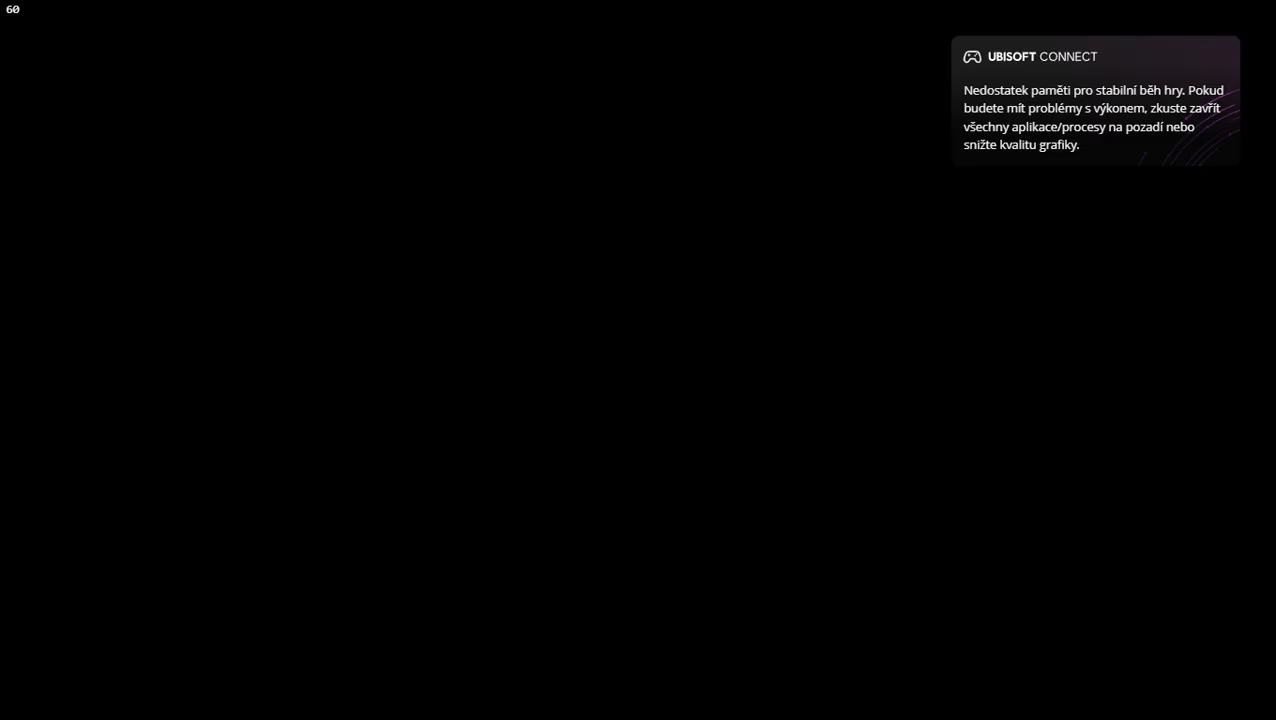 60
UBISOFT CONNECT
Nedostatek paměti pro stabilní běh hry. Pokud
budete mít problémy s výkonem, zkuste zavřít
všechny aplikace/procesy na pozadí nebo
snižte kvalitu grafiky.